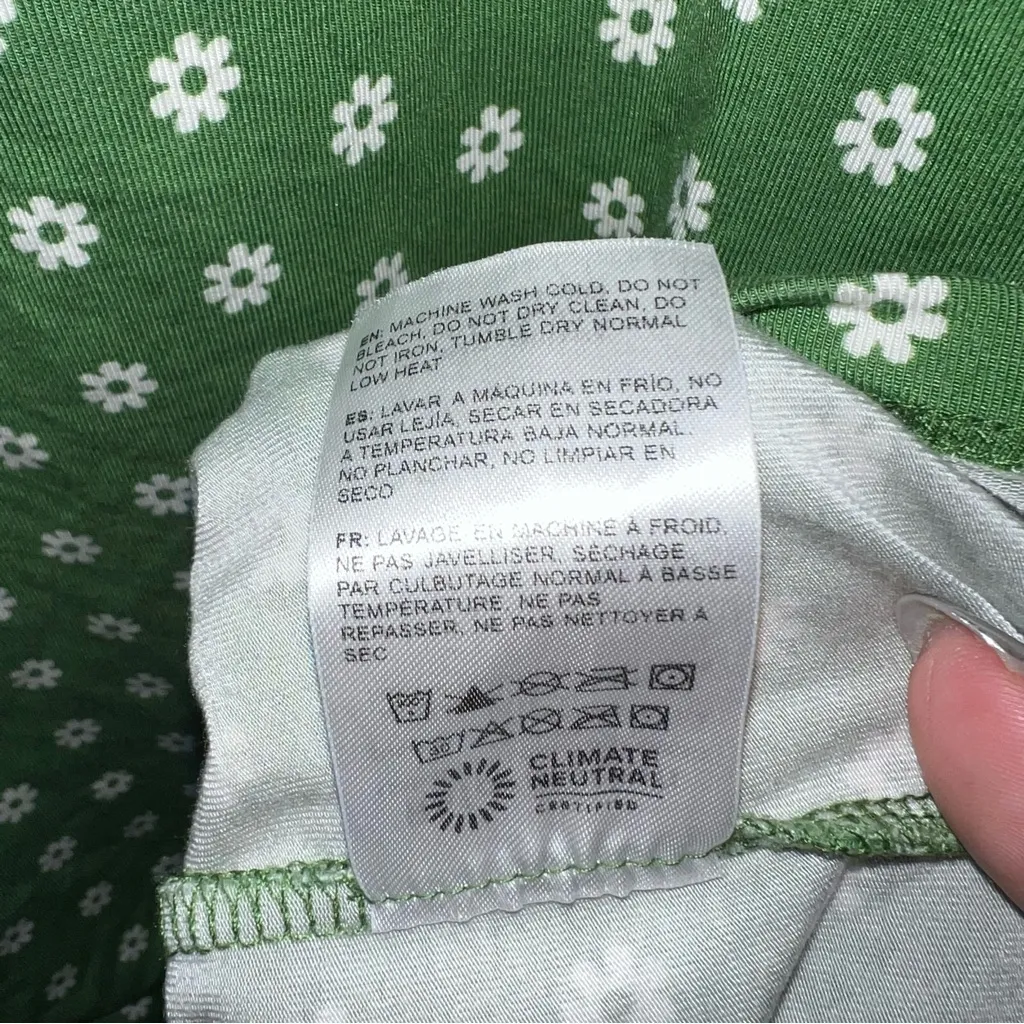 EN: MACHINE WASH COLD, DO NOT
BLEACH, DO NOT DRY CLEAN, DO
NOT IRON, TUMBLE DRY NORMAL
LOW HEAT
ES: LAVAR A MÁQUINA EN FRÍO, NO
USAR LEJÍA, SECAR EN SECADORA
A TEMPERATURA BAJA NORMAL.
NO PLANCHAR, NO LIMPIAR EN
SECO
FR: LAVAGE EN MACHINE À FROID,
NE PAS JAVELLISER, SÉCHAGE
PAR CULBUTAGE NORMAL À BASSE
TEMPÉRATURE, NE PAS
REPASSER, NE PAS NETTOYER À
SEC
30
CLIMATE
NEUTRAL
CERTIFIED